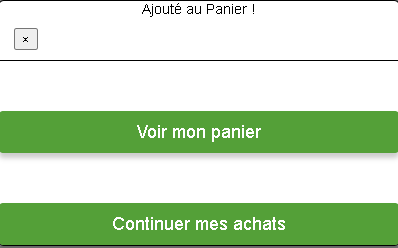 Ajouté au Panier !
×
Voir mon panier
Continuer mes achats